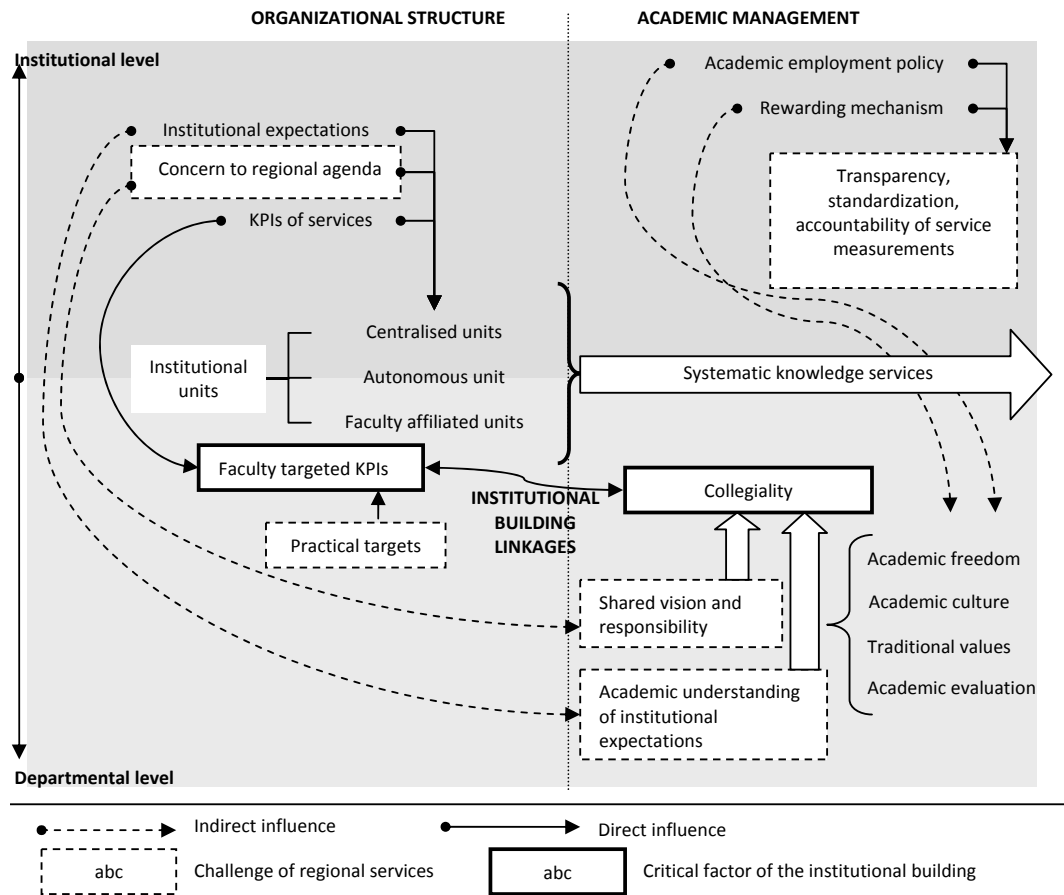 ORGANIZATIONAL STRUCTURE
ACADEMIC MANAGEMENT
Institutional level
Institutional expectations
Concern to regional agenda
KPIs of services
Academic employment policy
Rewarding mechanism
Transparency,
standardization,
accountability of service
measurements
Institutional
units
Centralised units
Autonomous unit
Faculty affiliated units
Systematic knowledge services
Faculty targeted KPIs
Practical targets
INSTITUTIONAL
BUILDING
LINKAGES
Collegiality
Shared vision and
responsibility
Academic understanding
of institutional
expectations
Academic freedom
Academic culture
Traditional values
Academic evaluation
Departmental level
Indirect influence
Direct influence
abc
Challenge of regional services
abc
Critical factor of the institutional building